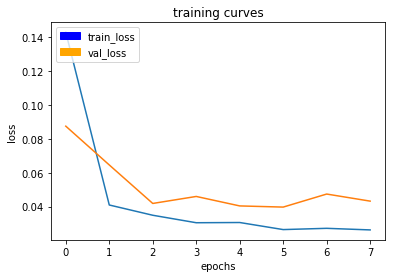 training curves
train_loss
val_loss
0.14
0.12
0.10
0.08
0.06
0.04
loss
0 1 2 3 4 5 6 7
epochs